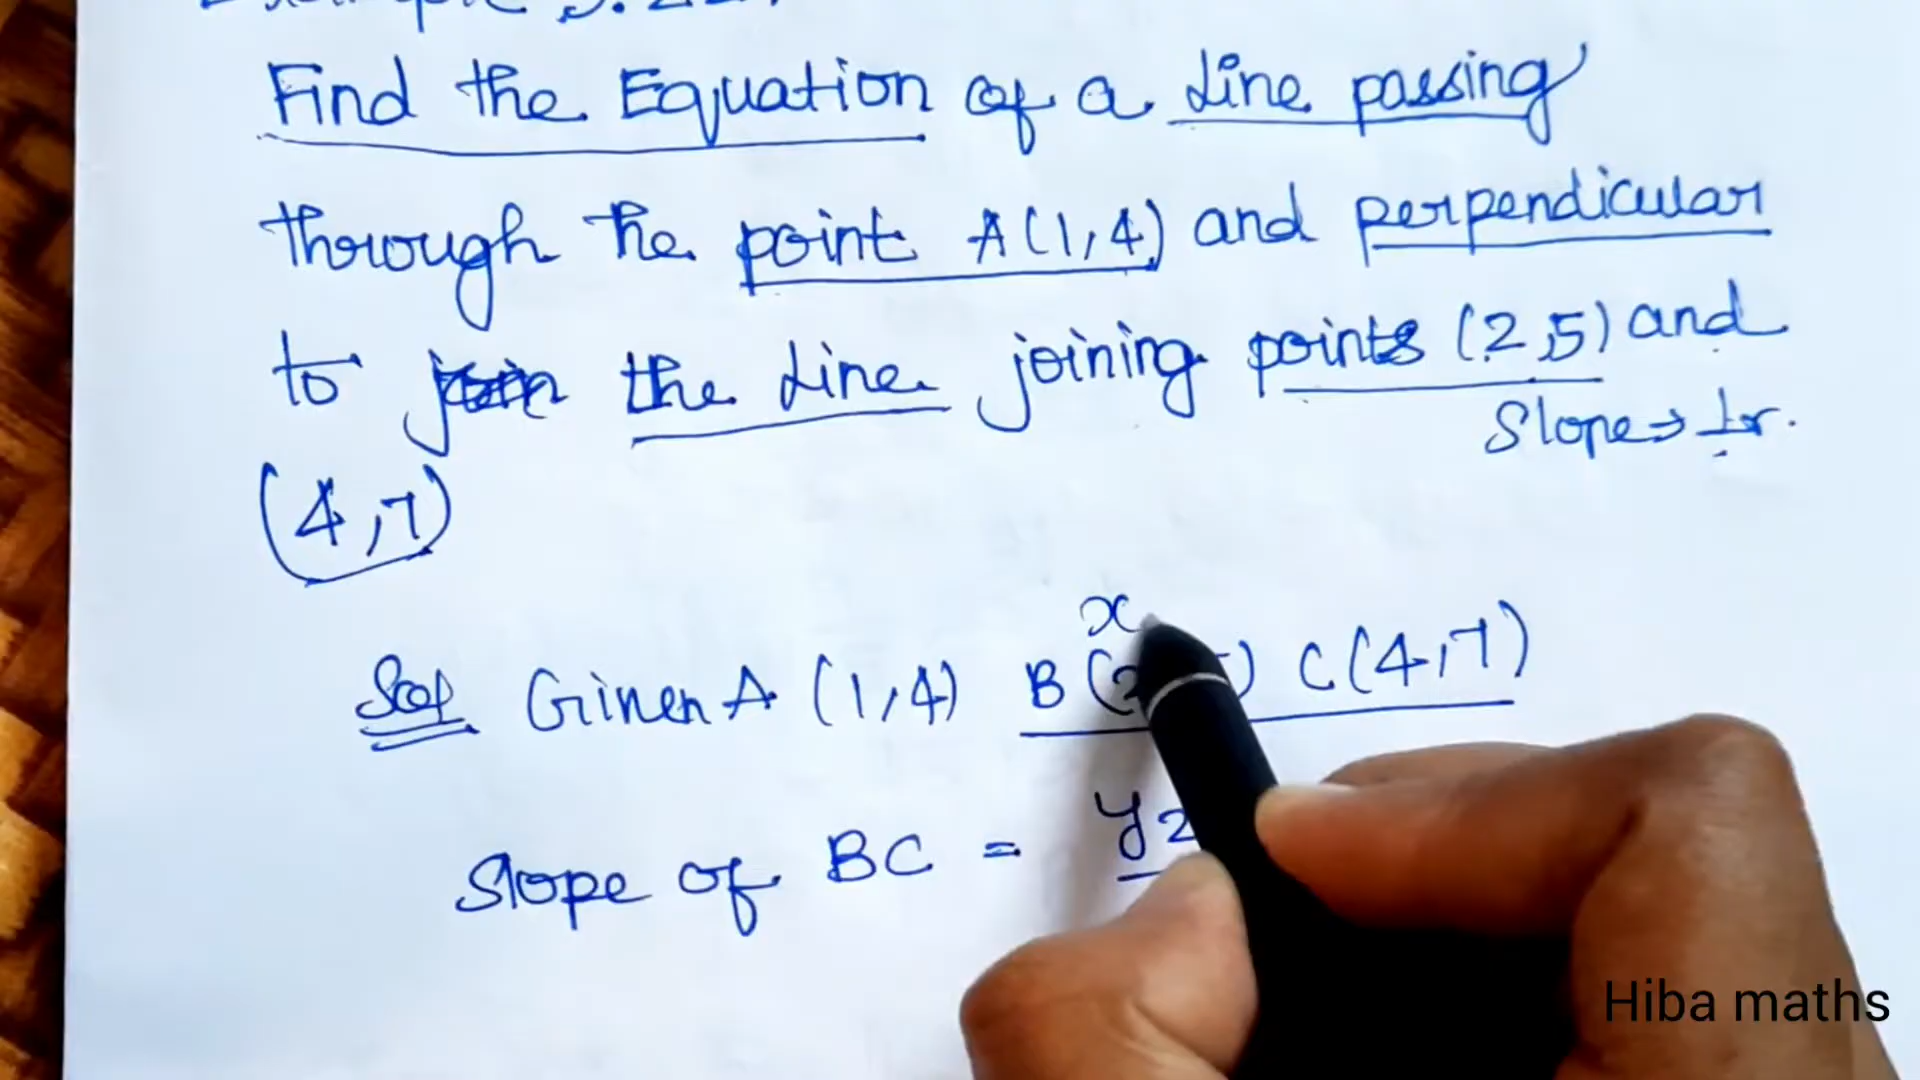 Find the Equation of a Line passing
through the point A(1,4) and perpendicular
to the Line joining points (2,5) and
Slope → ⊥r.
(4,7)
x
Sol Given A (1,4) B (2 ) C (4,7)
Slope of BC = y2
Hiba maths